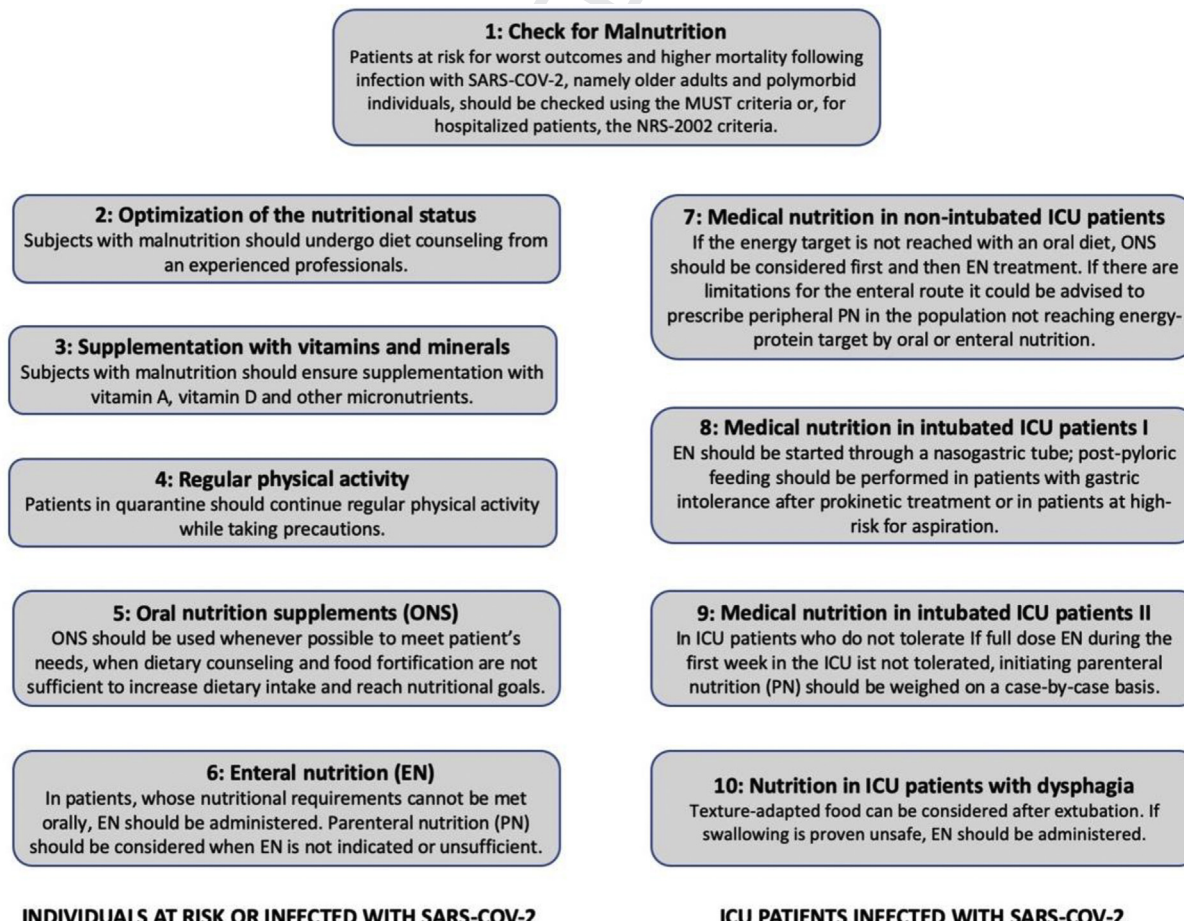 1: Check for Malnutrition
Patients at risk for worst outcomes and higher mortality following
infection with SARS-COV-2, namely older adults and polymorbid
individuals, should be checked using the MUST criteria or, for
hospitalized patients, the NRS-2002 criteria.
2: Optimization of the nutritional status
Subjects with malnutrition should undergo diet counseling from
an experienced professionals.
3: Supplementation with vitamins and minerals
Subjects with malnutrition should ensure supplementation with
vitamin A, vitamin D and other micronutrients.
4: Regular physical activity
Patients in quarantine should continue regular physical activity
while taking precautions.
5: Oral nutrition supplements (ONS)
ONS should be used whenever possible to meet patient's
needs, when dietary counseling and food fortification are not
sufficient to increase dietary intake and reach nutritional goals.
6: Enteral nutrition (EN)
In patients, whose nutritional requirements cannot be met
orally, EN should be administered. Parenteral nutrition (PN)
should be considered when EN is not indicated or unsufficient.
INDIVIDUALS AT RISK OR INFECTED WITH SARS-COV-2
7: Medical nutrition in non-intubated ICU patients
If the energy target is not reached with an oral diet, ONS
should be considered first and then EN treatment. If there are
limitations for the enteral route it could be advised to
prescribe peripheral PN in the population not reaching energy-
protein target by oral or enteral nutrition.
8: Medical nutrition in intubated ICU patients I
EN should be started through a nasogastric tube; post-pyloric
feeding should be performed in patients with gastric
intolerance after prokinetic treatment or in patients at high-
risk for aspiration.
9: Medical nutrition in intubated ICU patients II
In ICU patients who do not tolerate If full dose EN during the
first week in the ICU ist not tolerated, initiating parenteral
nutrition (PN) should be weighed on a case-by-case basis.
10: Nutrition in ICU patients with dysphagia
Texture-adapted food can be considered after extubation. If
swallowing is proven unsafe, EN should be administered.
ICU PATIENTS INFECTED WITH SARS-COV-2